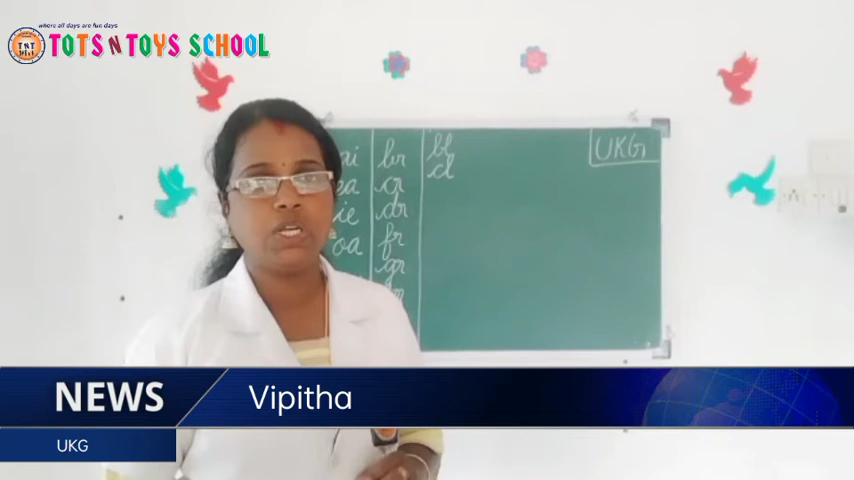 where all days are fun days
TNT
TOTS N TOYS SCHOOL
UKG
ai
ea
ie
oa
br
cr
dr
fr
gr
bl
cl
NEWS
Vipitha
UKG